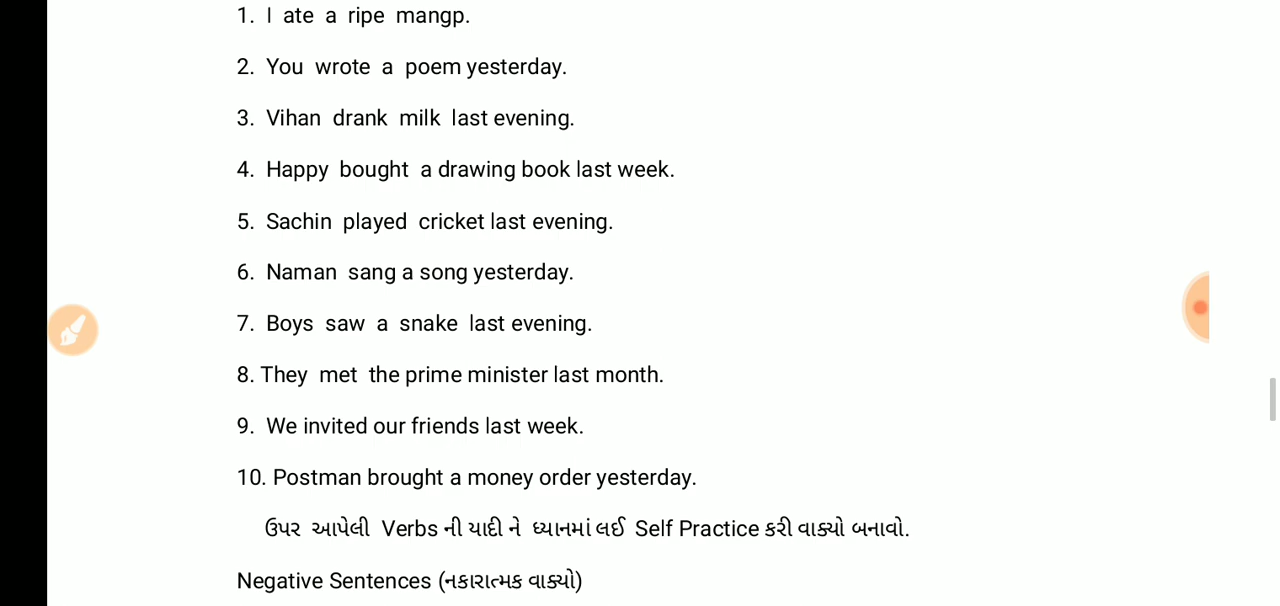 1. I ate a ripe mangp.
2. You wrote a poem yesterday.
3. Vihan drank milk last evening.
4. Happy bought a drawing book last week.
5. Sachin played cricket last evening.
6. Naman sang a song yesterday.
7. Boys saw a snake last evening.
8. They met the prime minister last month.
9. We invited our friends last week.
10. Postman brought a money order yesterday.
ઉપર આપેલી Verbs ની યાદી ને ધ્યાનમાં લઈ Self Practice કરી વાક્યો બનાવો.
Negative Sentences (નકારાત્મક વાક્યો)